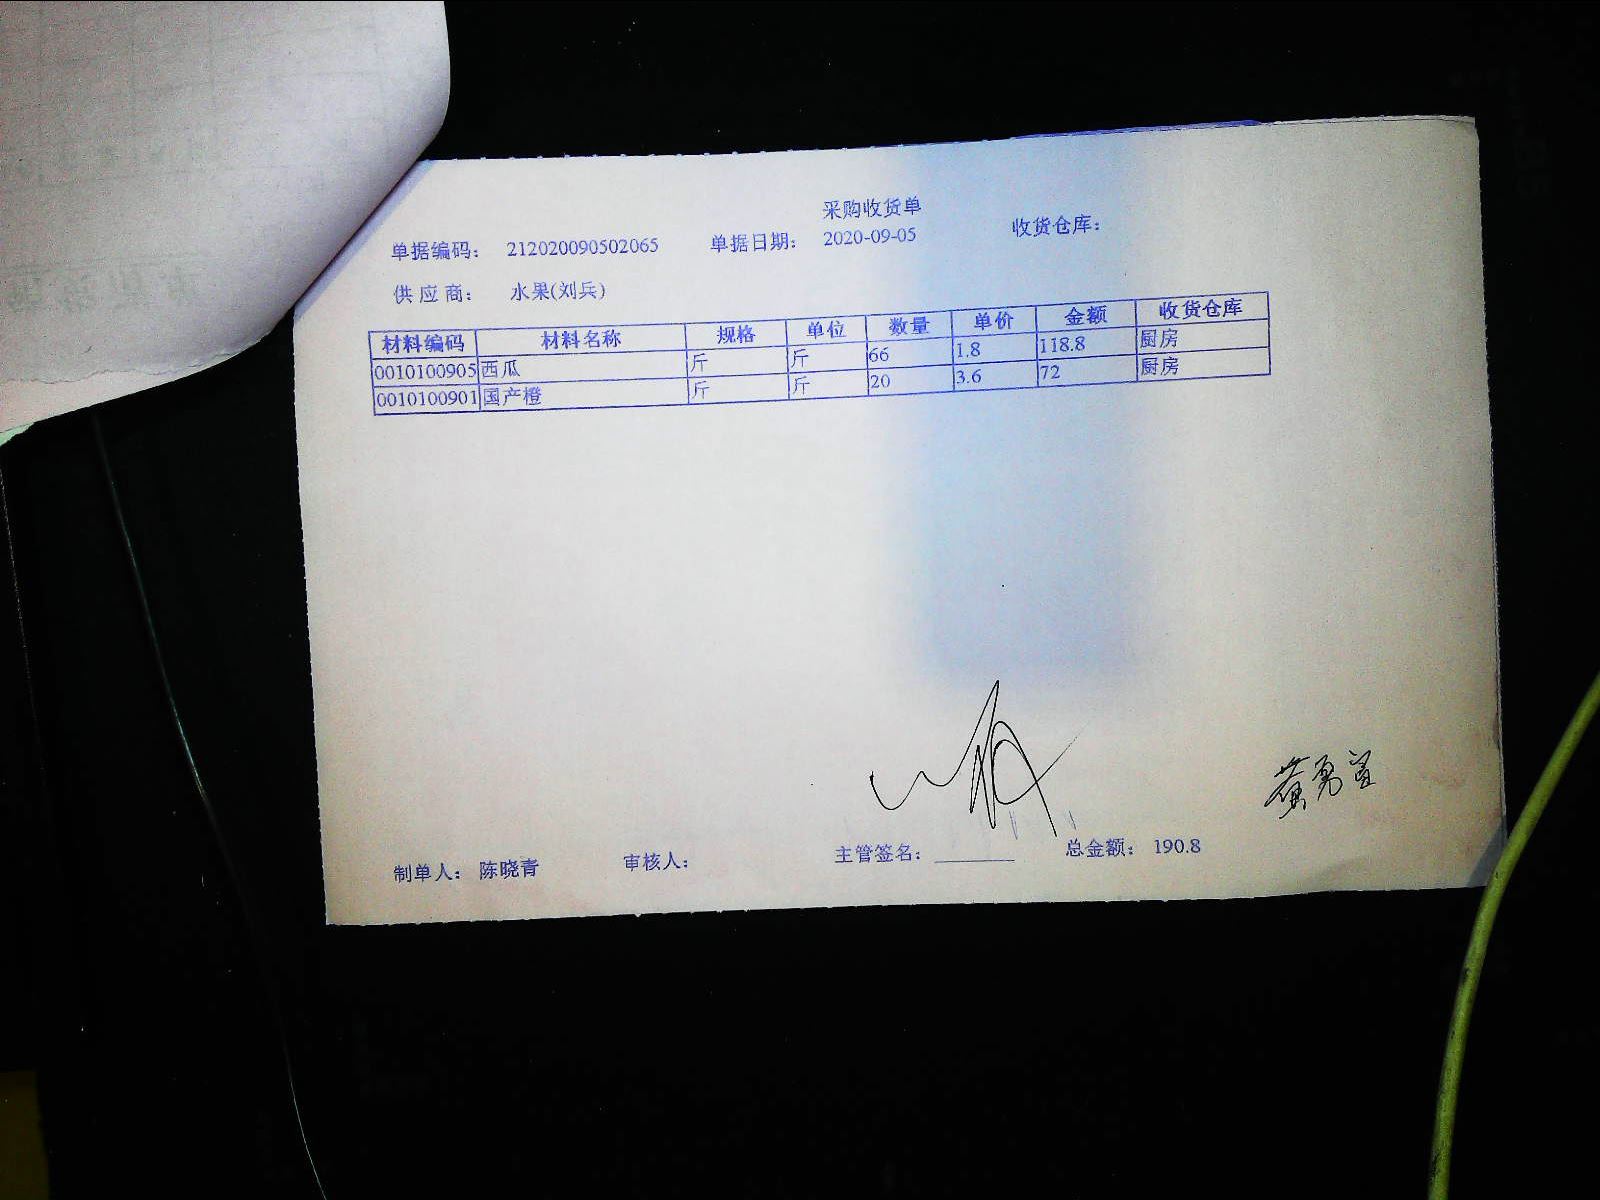 采购收货单
单据编码： 212020090502065 单据日期： 2020-09-05 收货仓库：
供应商： 水果(刘兵)
材料编码 材料名称 规格 单位 数量 单价 金额 收货仓库
0010100905 西瓜 斤 斤 66 1.8 118.8 厨房
0010100901 国产橙 斤 斤 20 3.6 72 厨房
制单人： 陈晓青 审核人： 主管签名： 总金额： 190.8